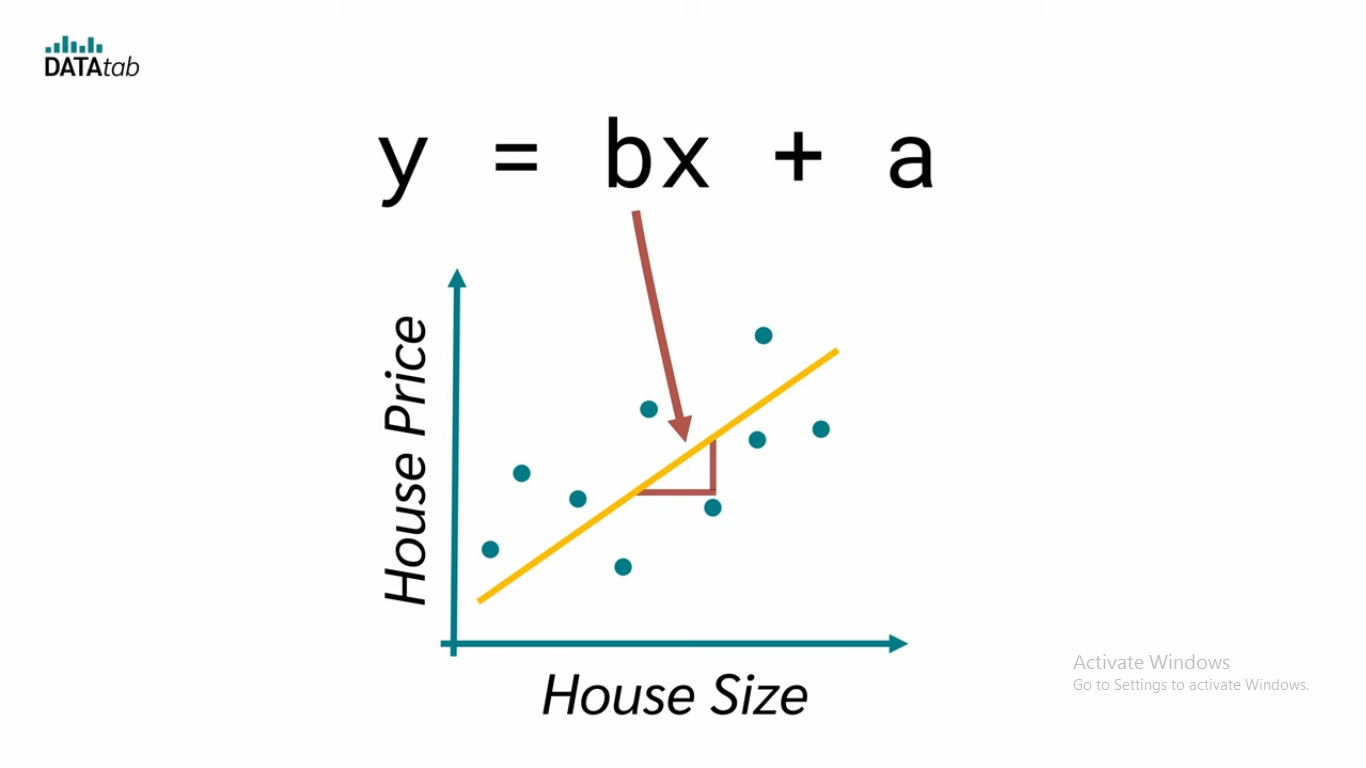 DATAtab
y = bx + a
House Price
House Size
Activate Windows
Go to Settings to activate Windows.